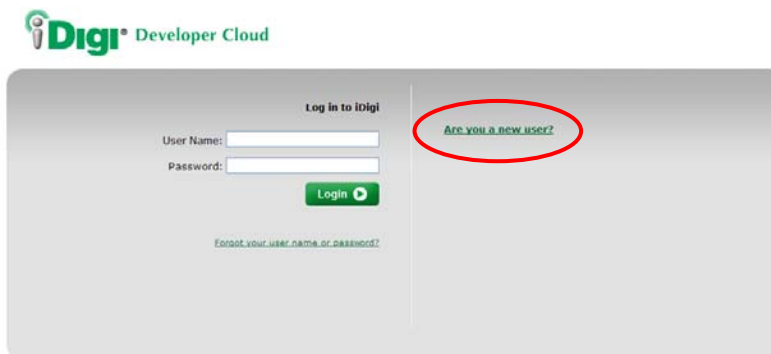 iDigi® Developer Cloud
Log in to iDigi
User Name:
Password:
Login
Forgot your user name or password?
Are you a new user?